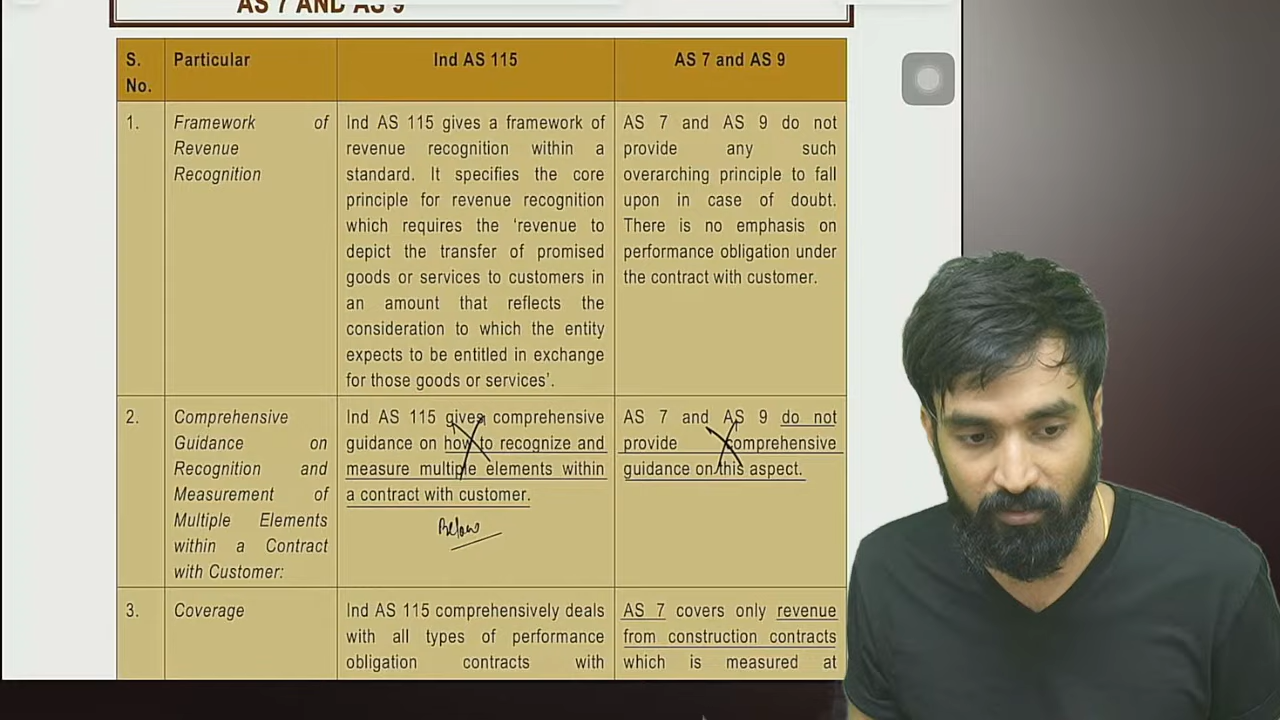 AS 7 AND AS 9
S. No.
Particular
Ind AS 115
AS 7 and AS 9
1.
Framework of
Revenue
Recognition
Ind AS 115 gives a framework of
revenue recognition within a
standard. It specifies the core
principle for revenue recognition
which requires the ‘revenue to
depict the transfer of promised
goods or services to customers in
an amount that reflects the
consideration to which the entity
expects to be entitled in exchange
for those goods or services’.
AS 7 and AS 9 do not
provide any such
overarching principle to fall
upon in case of doubt.
There is no emphasis on
performance obligation under
the contract with customer.
2.
Comprehensive
Guidance on
Recognition and
Measurement of
Multiple Elements
within a Contract
with Customer:
Ind AS 115 gives comprehensive
guidance on how to recognize and
measure multiple elements within
a contract with customer.
Below
AS 7 and AS 9 do not
provide comprehensive
guidance on this aspect.
3.
Coverage
Ind AS 115 comprehensively deals
with all types of performance
obligation contracts with
AS 7 covers only revenue
from construction contracts
which is measured at